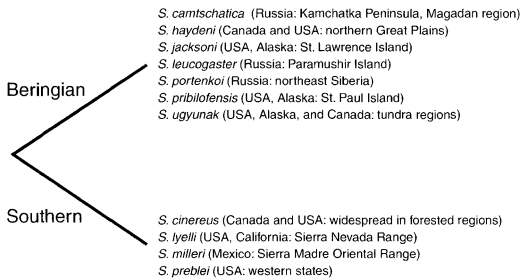 S. camtschatica (Russia: Kamchatka Peninsula, Magadan region)
S. haydeni (Canada and USA: northern Great Plains)
S. jacksoni (USA, Alaska: St. Lawrence Island)
S. leucogaster (Russia: Paramushir Island)
Beringian
S. portenkoi (Russia: northeast Siberia)
S. pribilofensis (USA, Alaska: St. Paul Island)
S. ugyunak (USA, Alaska, and Canada: tundra regions)
Southern
S. cinereus (Canada and USA: widespread in forested regions)
S. lyelli (USA, California: Sierra Nevada Range)
S. milleri (Mexico: Sierra Madre Oriental Range)
S. preblei (USA: western states)